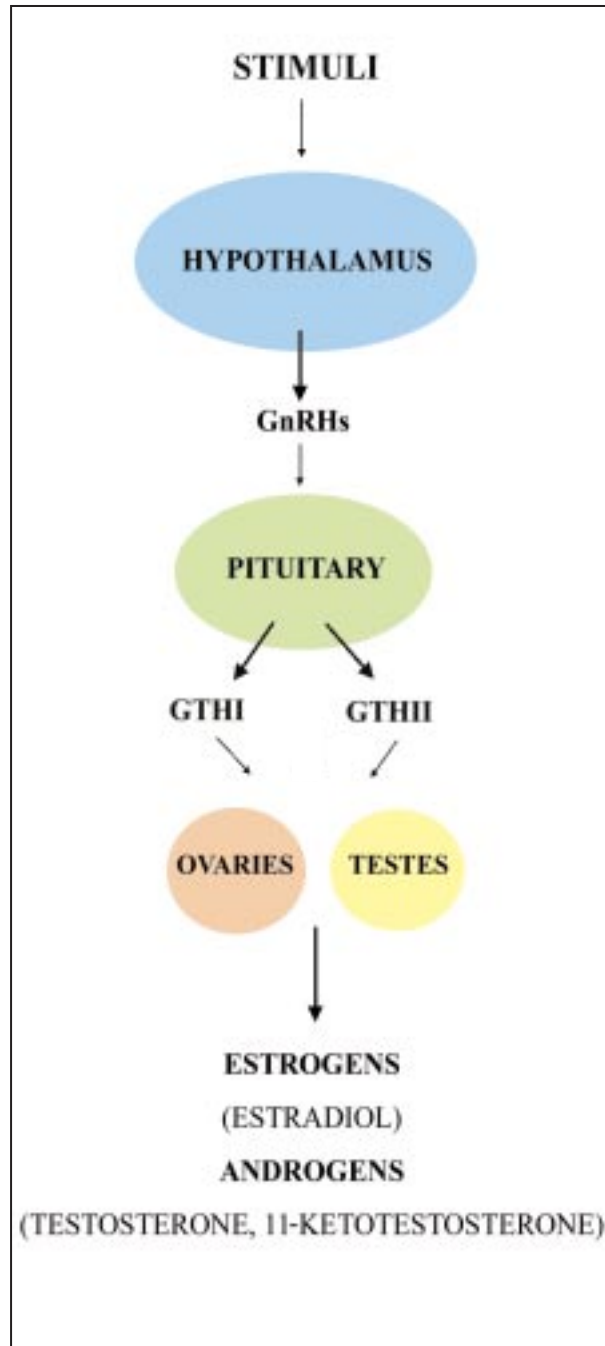 STIMULI
HYPOTHALAMUS
GnRHs
PITUITARY
GTHI GTHII
OVARIES TESTES
ESTROGENS
(ESTRADIOL)
ANDROGENS
(TESTOSTERONE, 11-KETOTESTOSTERONE)